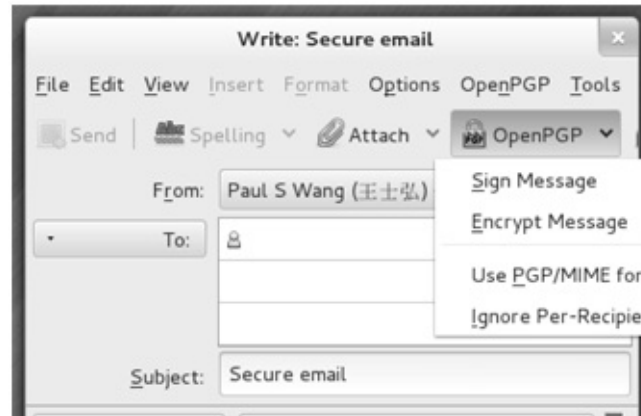 Write: Secure email
File Edit View Insert Format Options OpenPGP Tools
Send Spelling Attach OpenPGP
Sign Message
From: Paul S Wang (王士弘)
Encrypt Message
To:
Use PGP/MIME for
Ignore Per-Recipie
Subject: Secure email